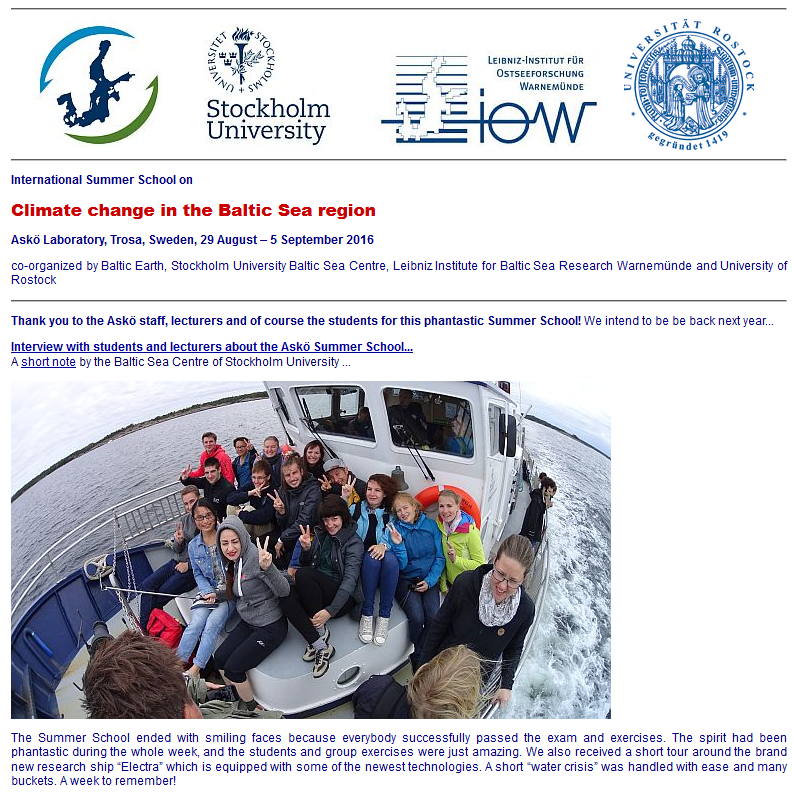 UNIVERSITET STOCKHOLMS
Stockholm
University
LEIBNIZ-INSTITUT FÜR
OSTSEEFORSCHUNG
WARNEMÜNDE
iow
UNIVERSITÄT ROSTOCK
gegründet 1419
International Summer School on
Climate change in the Baltic Sea region
Askö Laboratory, Trosa, Sweden, 29 August – 5 September 2016
co-organized by Baltic Earth, Stockholm University Baltic Sea Centre, Leibniz Institute for Baltic Sea Research Warnemünde and University of
Rostock
Thank you to the Askö staff, lecturers and of course the students for this phantastic Summer School! We intend to be be back next year...
Interview with students and lecturers about the Askö Summer School...
A short note by the Baltic Sea Centre of Stockholm University ...
The Summer School ended with smiling faces because everybody successfully passed the exam and exercises. The spirit had been
phantastic during the whole week, and the students and group exercises were just amazing. We also received a short tour around the brand
new research ship “Electra” which is equipped with some of the newest technologies. A short “water crisis” was handled with ease and many
buckets. A week to remember!